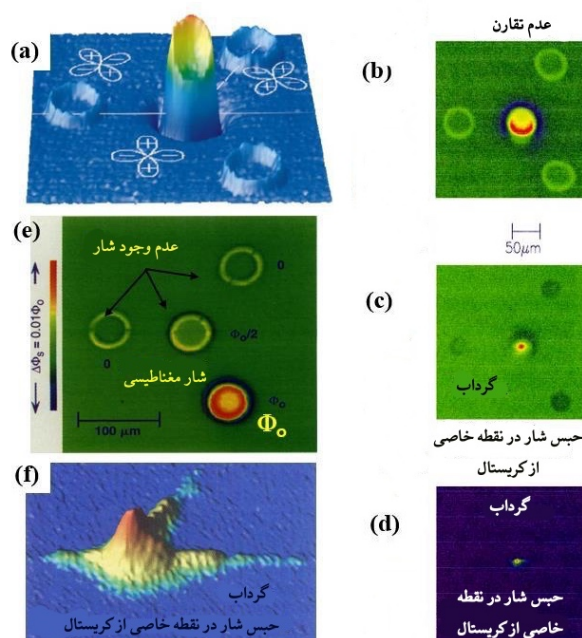 (a)
عدم تقارن
(b)
50μm
(e)
عدم وجود شار
0
Φ₀/2
0
شار مغناطیسی
Φ₀
Φ₀
100 μm
ΔΦs = 0.01Φ₀
(c)
گرداب
حبس شار در نقطه خاصی
از کریستال
(f)
گرداب
حبس شار در نقطه خاصی از کریستال
(d)
گرداب
حبس شار در نقطه
خاصی از کریستال